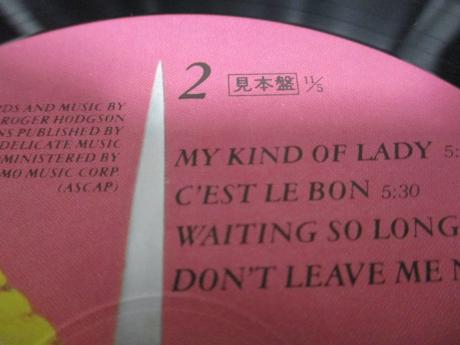 2 見本盤 11/5
RDS AND MUSIC BY
ROGER HODGSON
NS PUBLISHED BY
DELICATE MUSIC
MINISTERED BY
MO MUSIC CORP
(ASCAP)
MY KIND OF LADY 5:
C'EST LE BON 5:30
WAITING SO LONG
DON'T LEAVE ME N